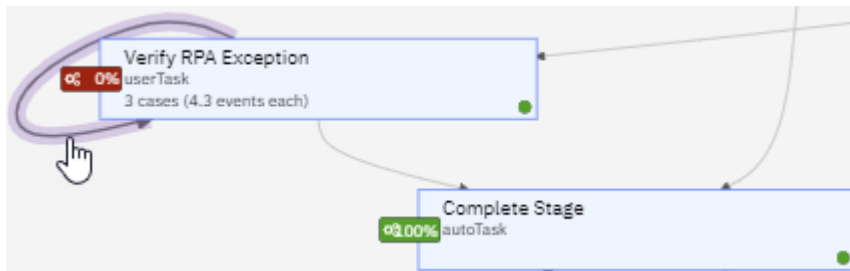 Verify RPA Exception
0%
userTask
3 cases (4.3 events each)
Complete Stage
100%
autoTask